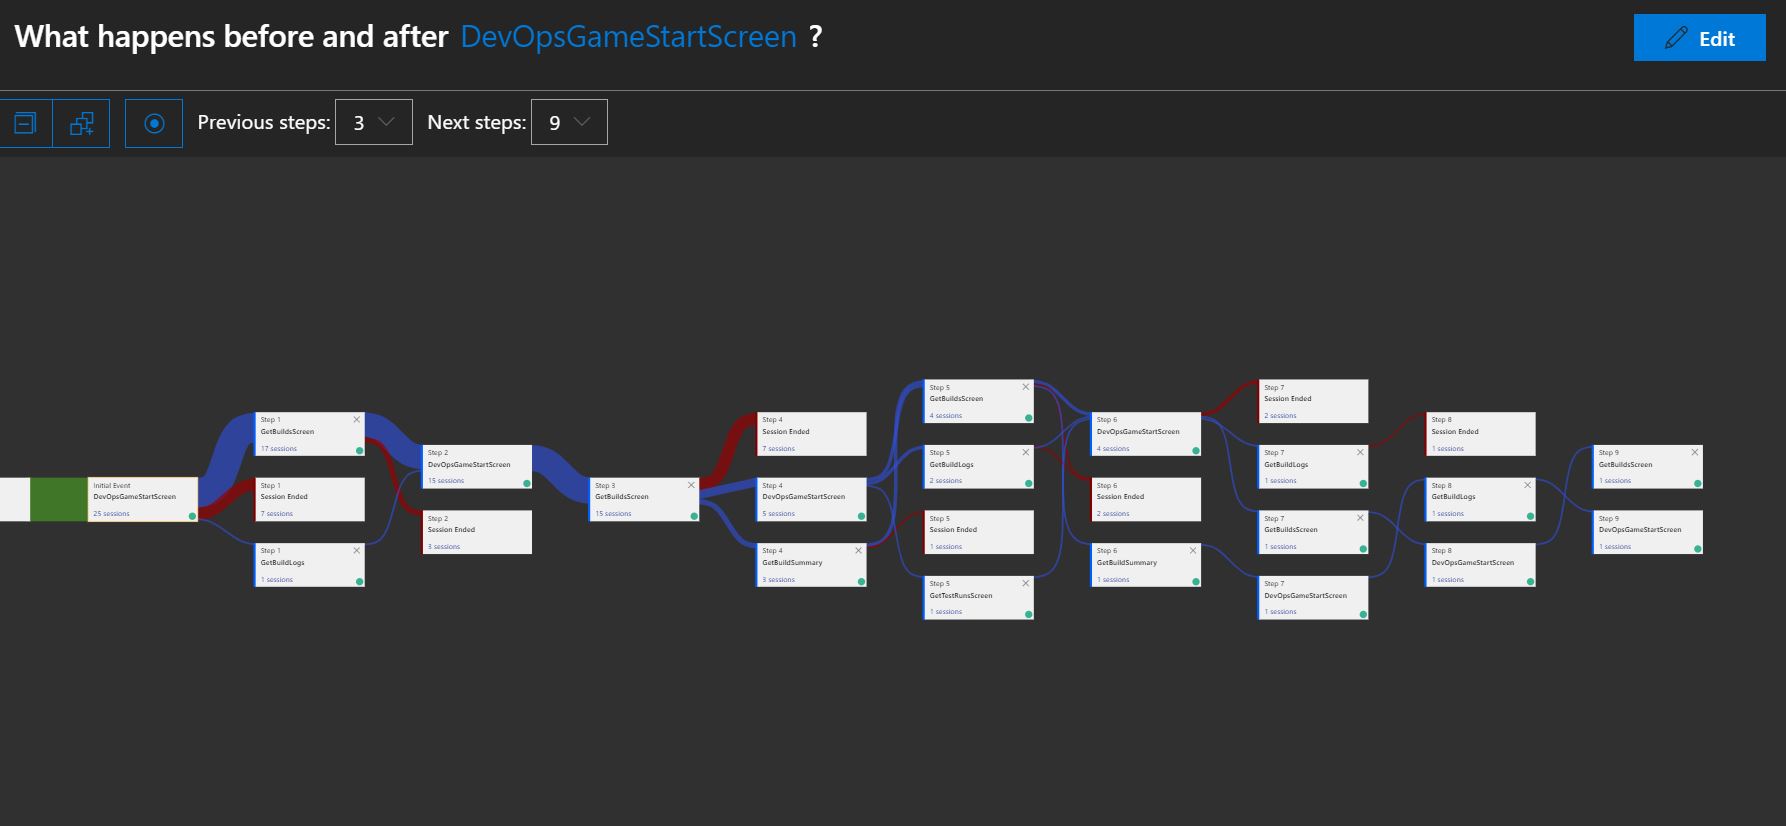 What happens before and after DevOpsGameStartScreen ?
Edit
Previous steps: 3 Next steps: 9
Initial Event
DevOpsGameStartScreen
25 sessions
Step 1
GetBuildsScreen
17 sessions
Step 1
Session Ended
7 sessions
Step 1
GetBuildLogs
1 sessions
Step 2
DevOpsGameStartScreen
15 sessions
Step 2
Session Ended
3 sessions
Step 3
GetBuildsScreen
15 sessions
Step 4
Session Ended
7 sessions
Step 4
DevOpsGameStartScreen
5 sessions
Step 4
GetBuildSummary
3 sessions
Step 5
GetBuildsScreen
4 sessions
Step 5
GetBuildLogs
2 sessions
Step 5
Session Ended
1 sessions
Step 5
GetTestRunsScreen
1 sessions
Step 6
DevOpsGameStartScreen
4 sessions
Step 6
Session Ended
2 sessions
Step 6
GetBuildSummary
1 sessions
Step 7
Session Ended
2 sessions
Step 7
GetBuildLogs
1 sessions
Step 7
GetBuildsScreen
1 sessions
Step 7
DevOpsGameStartScreen
1 sessions
Step 8
Session Ended
1 sessions
Step 8
GetBuildLogs
1 sessions
Step 8
DevOpsGameStartScreen
1 sessions
Step 9
GetBuildsScreen
1 sessions
Step 9
DevOpsGameStartScreen
1 sessions